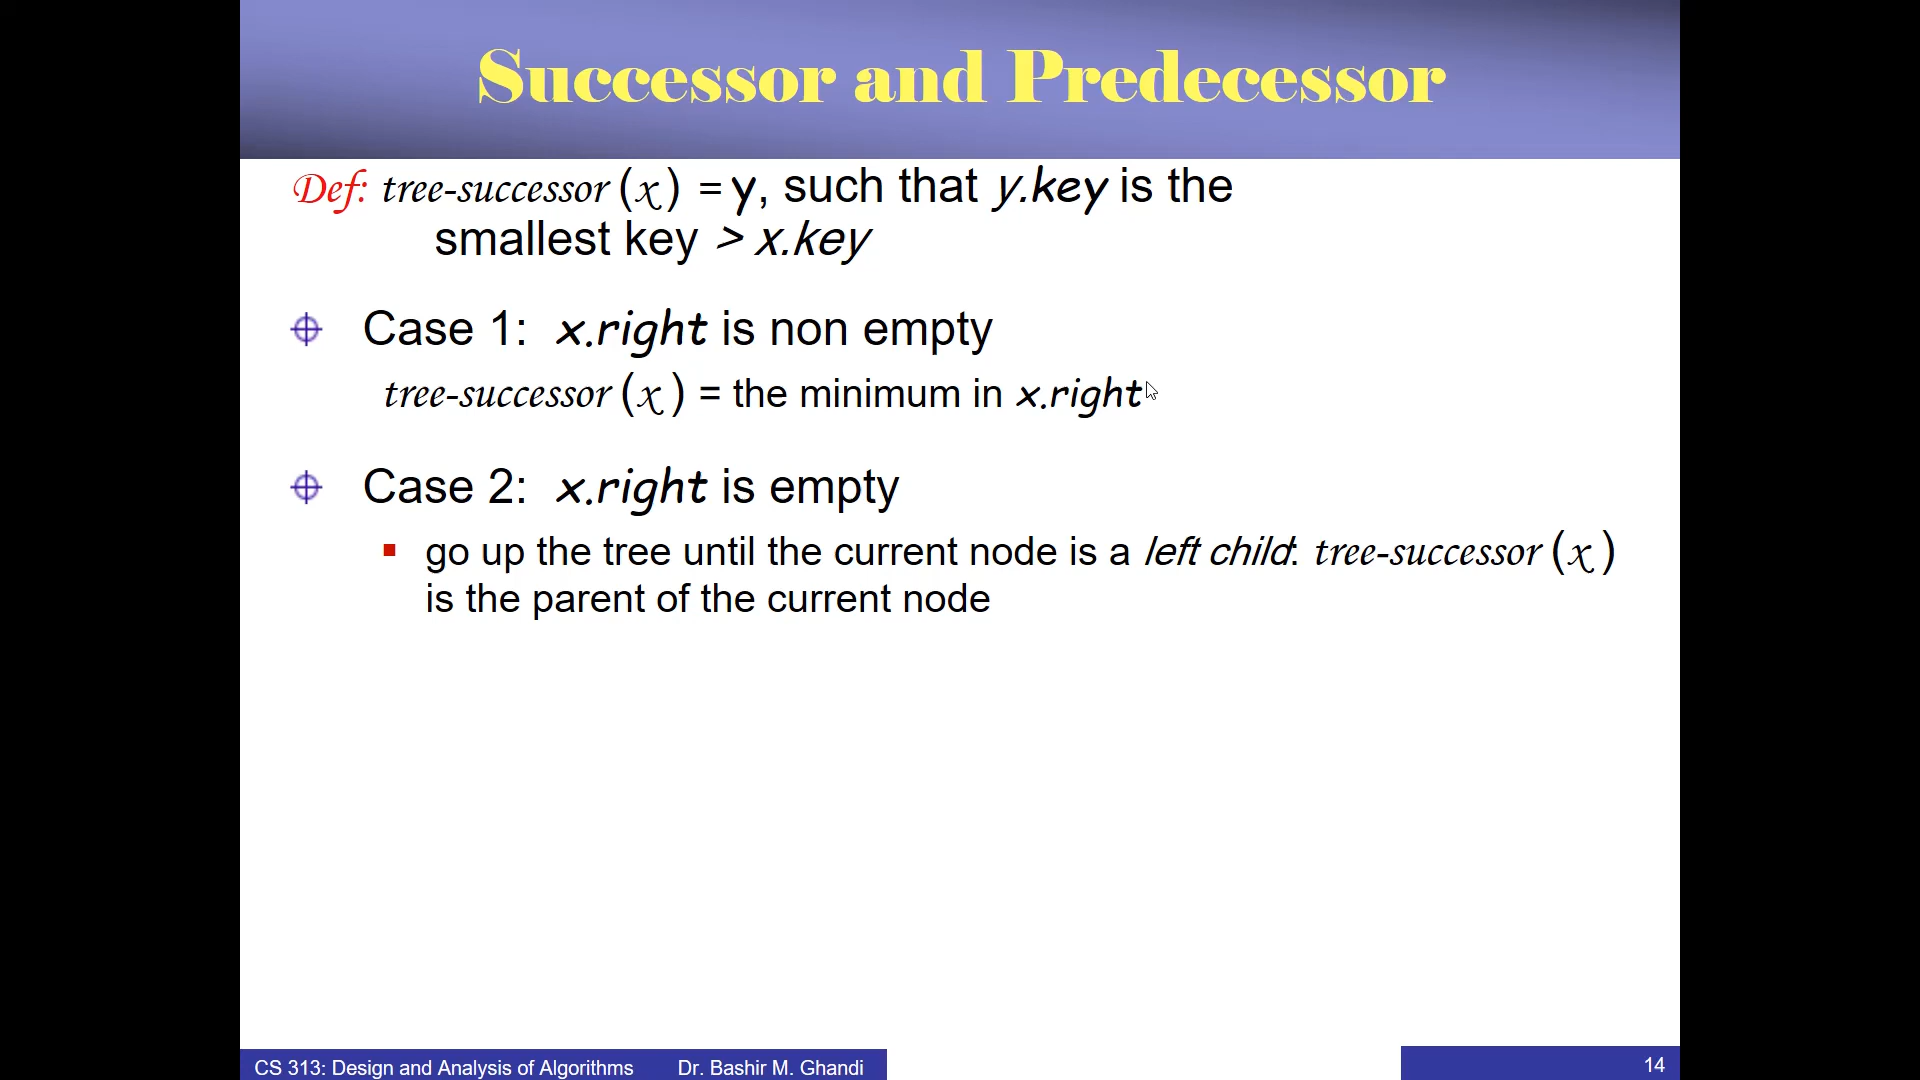 Successor and Predecessor
Def: tree-successor (x) = y, such that y.key is the
smallest key > x.key
Case 1: x.right is non empty
tree-successor (x) = the minimum in x.right
Case 2: x.right is empty
go up the tree until the current node is a left child: tree-successor (x)
is the parent of the current node
CS 313: Design and Analysis of Algorithms Dr. Bashir M. Ghandi 14